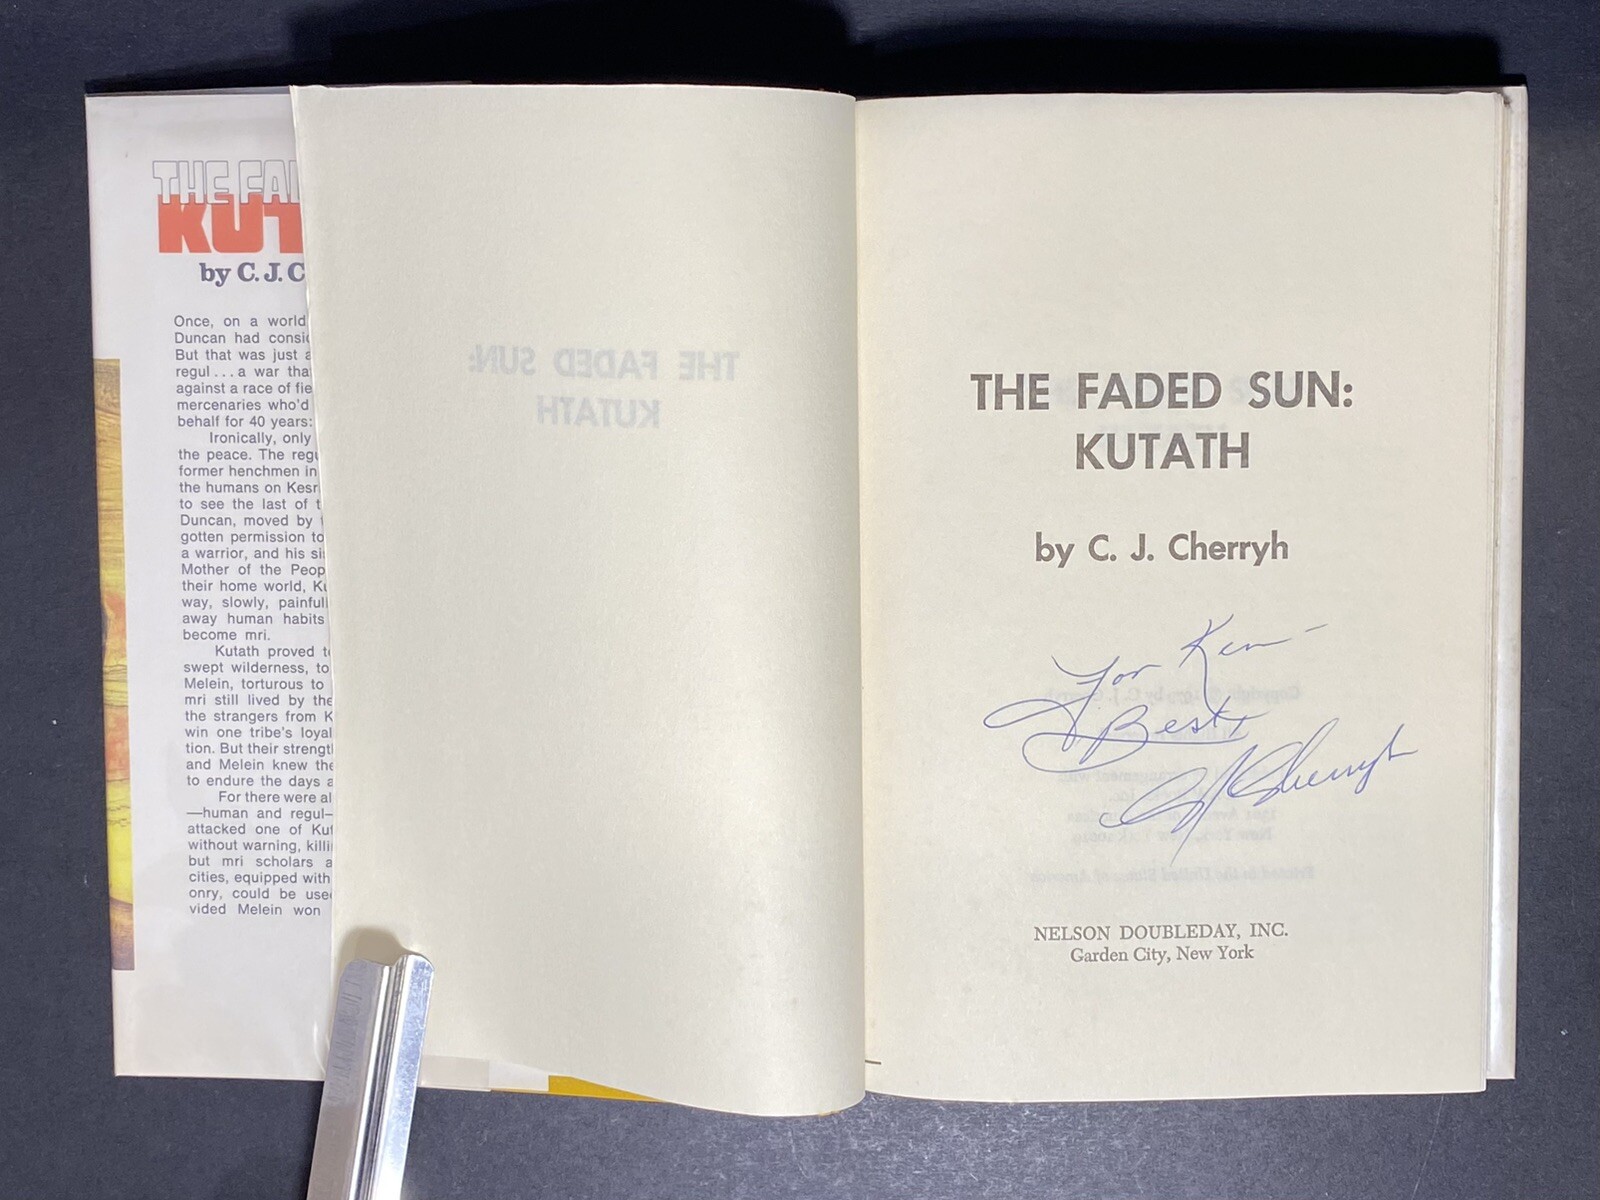 THE FA
KUT
by C. J. C
Once, on a world
Duncan had consi
But that was just a
regul...a war tha
against a race of fie
mercenaries who'd
behalf for 40 years:
Ironically, only
the peace. The regu
former henchmen in
the humans on Kesr
to see the last of t
Duncan, moved by
gotten permission to
a warrior, and his si
Mother of the Peop
their home world, Ku
way, slowly, painfull
away human habits
become mri.
Kutath proved t
swept wilderness, to
Melein, torturous to
mri still lived by the
the strangers from K
win one tribe's loyal
tion. But their strengt
and Melein knew the
to endure the days a
For there were al
—human and regul—
attacked one of Kut
without warning, killi
but mri scholars a
cities, equipped with
onry, could be use
vided Melein won
THE FADED SUN:
KUTATH
THE FADED SUN:
KUTATH
by C. J. Cherryh
For Ken—
Best,
CJ Cherryh
NELSON DOUBLEDAY, INC.
Garden City, New York